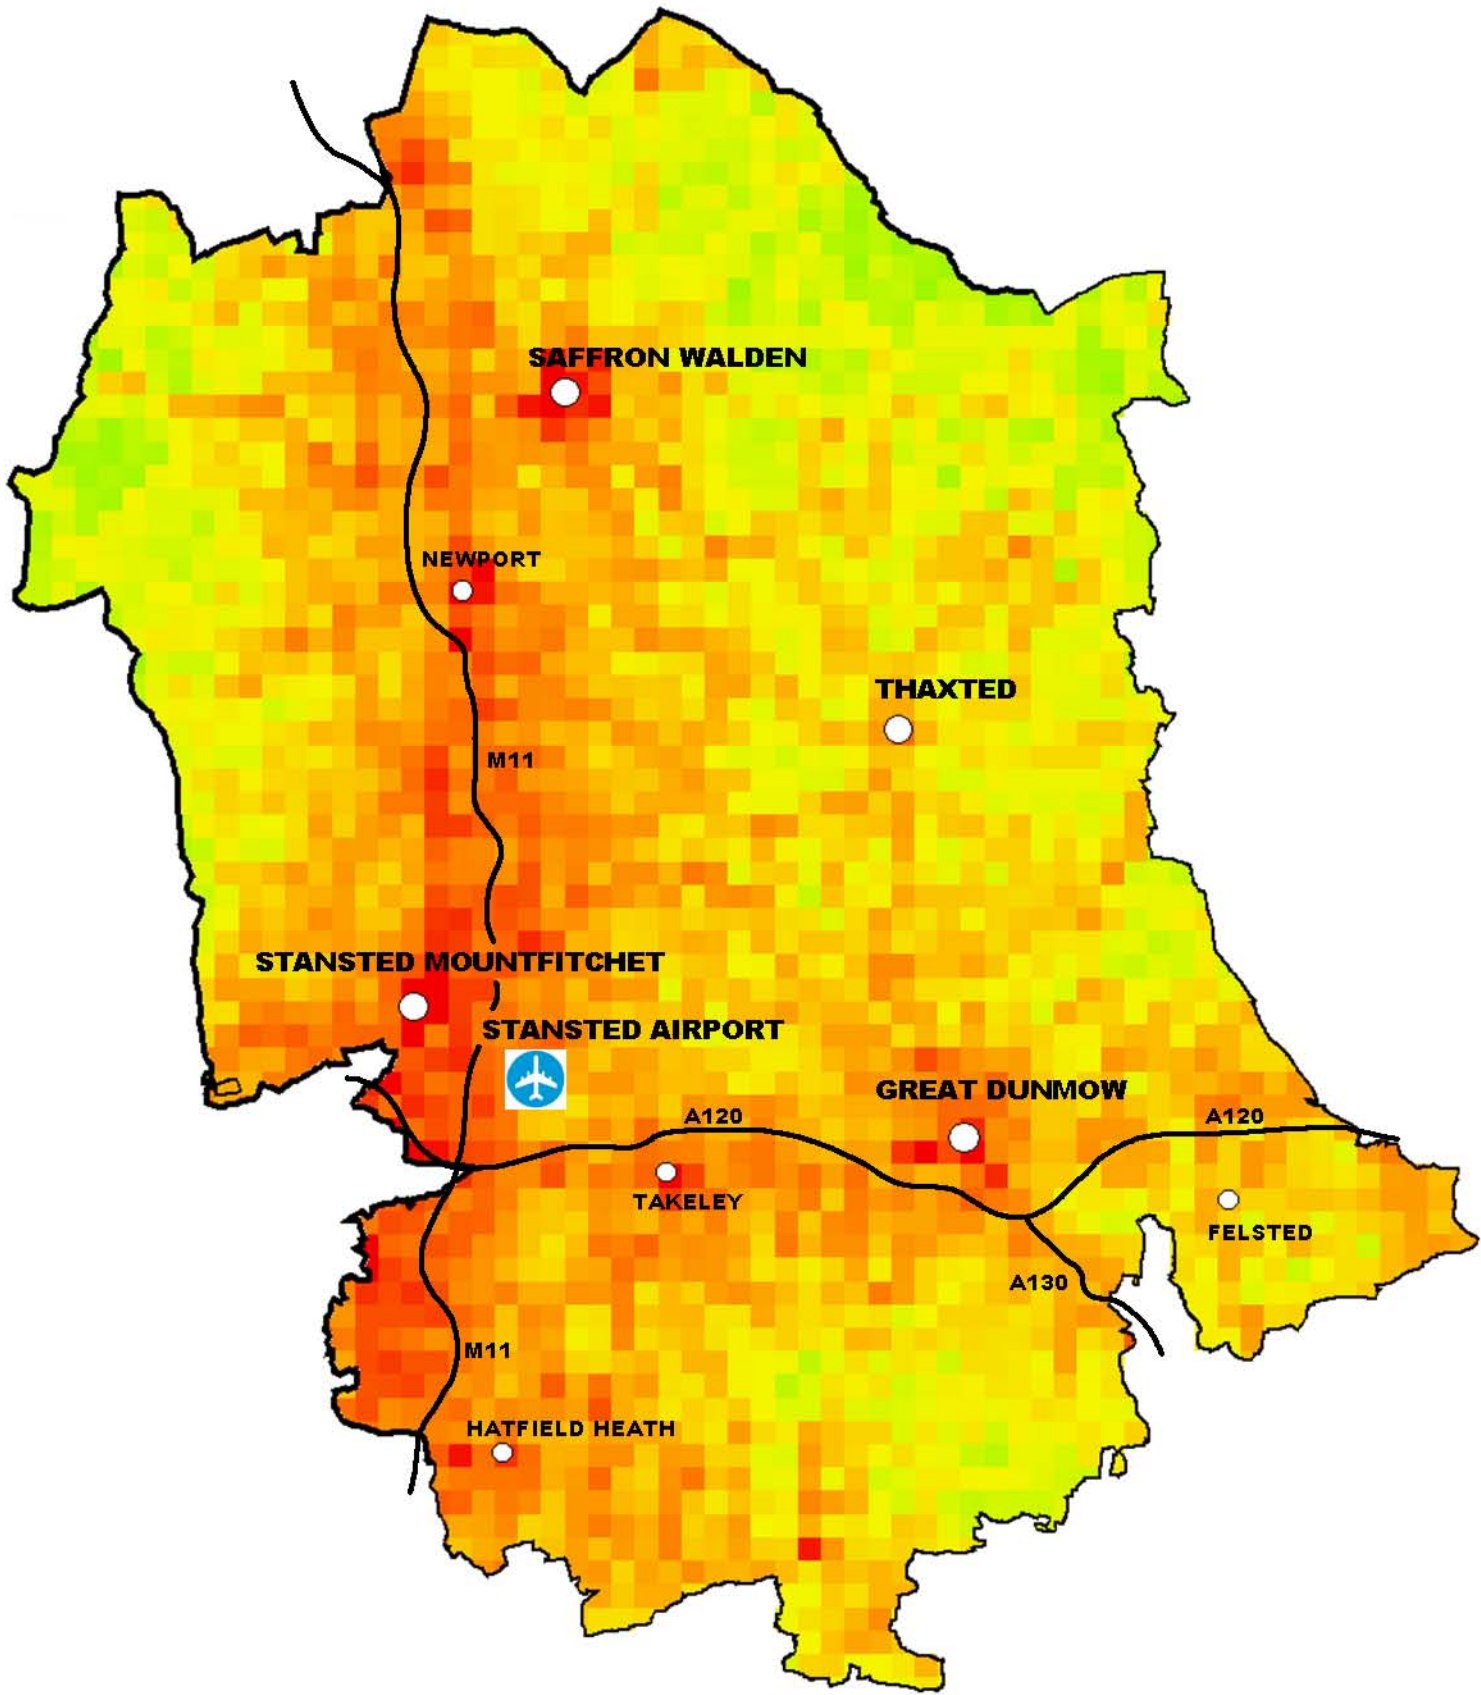 SAFFRON WALDEN
NEWPORT
THAXTED
M11
STANSTED MOUNTFITCHET
STANSTED AIRPORT
GREAT DUNMOW
A120
A120
TAKELEY
FELSTED
A130
M11
HATFIELD HEATH